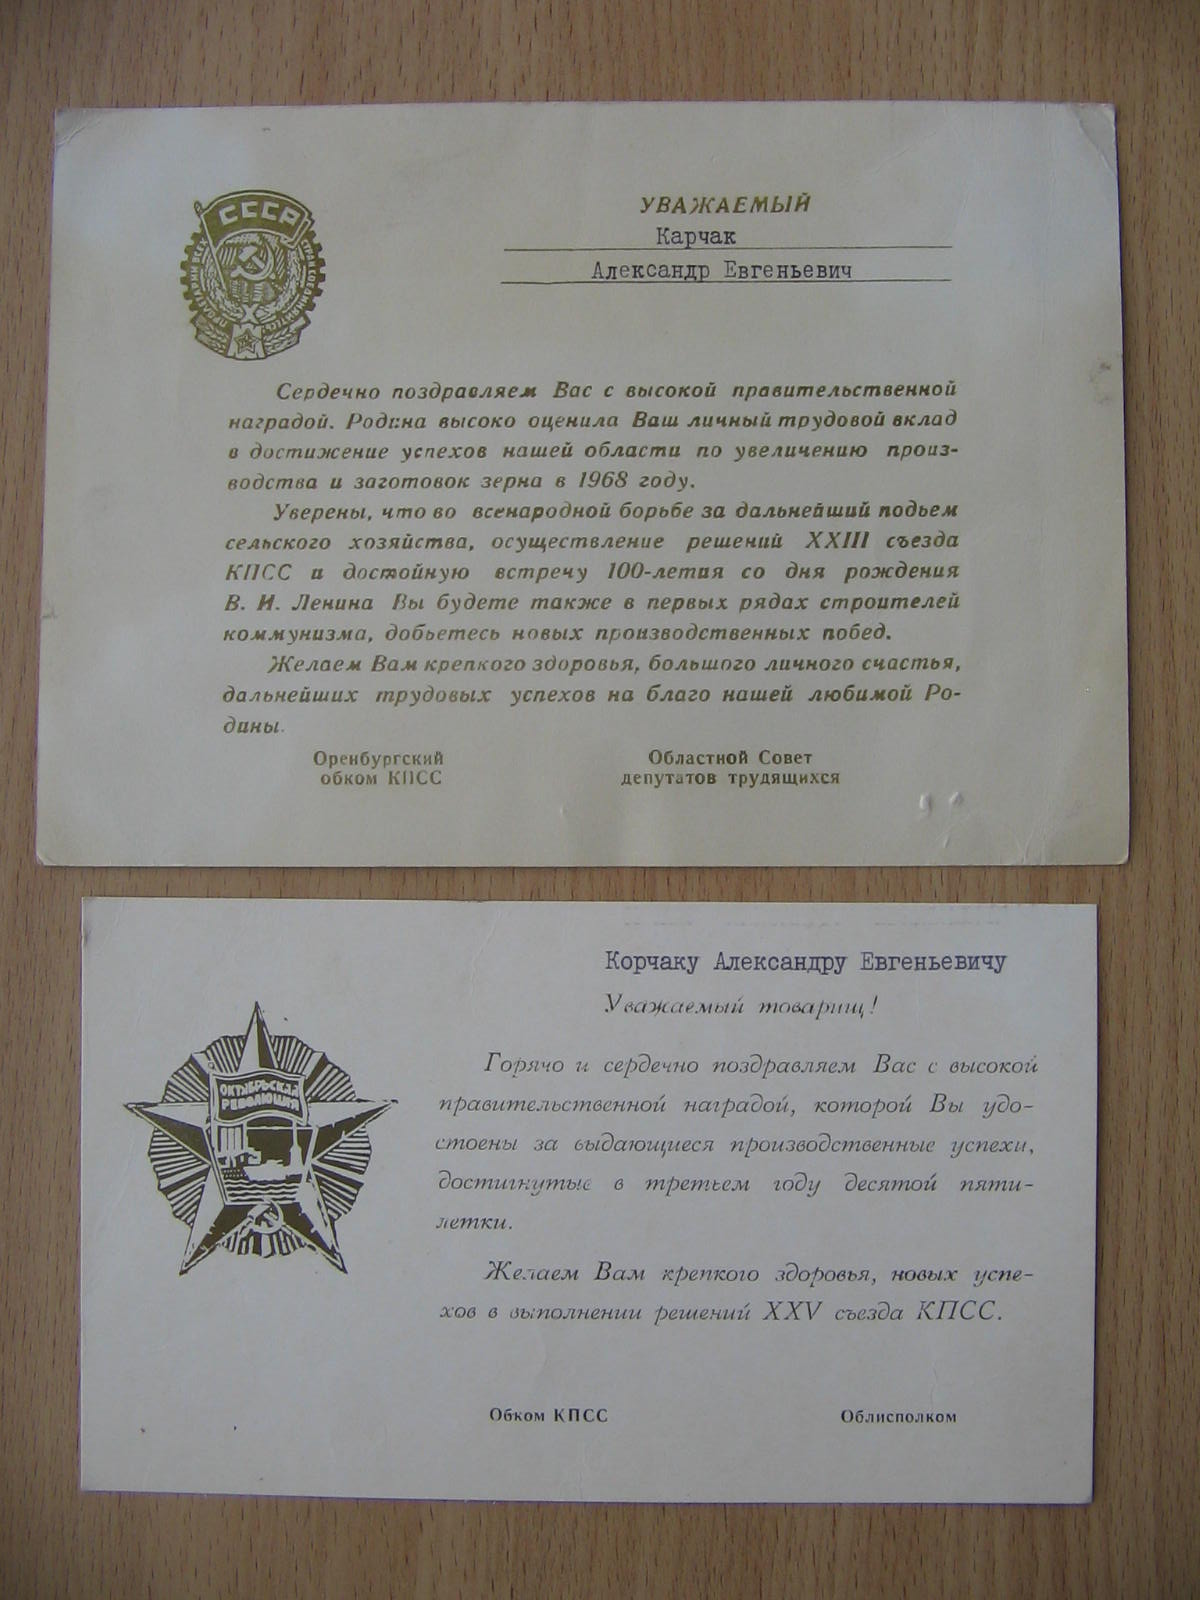 СССР
ПРОЛЕТАРИИ ВСЕХ СТРАН СОЕДИНЯЙТЕСЬ
УВАЖАЕМЫЙ
Карчак
Александр Евгеньевич
Сердечно поздравляем Вас с высокой правительственной
наградой. Родина высоко оценила Ваш личный трудовой вклад
в достижение успехов нашей области по увеличению произ-
водства и заготовок зерна в 1968 году.
Уверены, что во всенародной борьбе за дальнейший подъем
сельского хозяйства, осуществление решений XXIII съезда
КПСС и достойную встречу 100-летия со дня рождения
В. И. Ленина Вы будете также в первых рядах строителей
коммунизма, добьетесь новых производственных побед.
Желаем Вам крепкого здоровья, большого личного счастья,
дальнейших трудовых успехов на благо нашей любимой Ро-
дины.
Оренбургский Областной Совет
обком КПСС депутатов трудящихся
Корчаку Александру Евгеньевичу
Уважаемый товарищ!
ОКТЯБРЬСКАЯ
РЕВОЛЮЦИЯ
Горячо и сердечно поздравляем Вас с высокой
правительственной наградой, которой Вы удо-
стоены за выдающиеся производственные успехи,
достигнутые в третьем году десятой пяти-
летки.
Желаем Вам крепкого здоровья, новых успе-
хов в выполнении решений XXV съезда КПСС.
Обком КПСС Облисполком